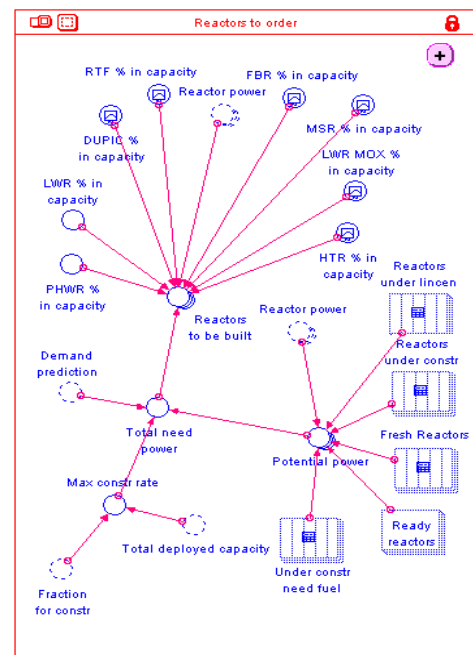 Reactors to order
RTF % in capacity
FBR % in capacity
Reactor power
DUPIC %
in capacity
MSR % in capacity
LWR MOX %
in capacity
LWR % in
capacity
HTR % in
capacity
PHWR %
in capacity
Reactors
to be built
Reactors
under lincen
Reactor power
Reactors
under constr
Demand
prediction
Total need
power
Fresh Reactors
Potential power
Max constr rate
Ready
reactors
Total deployed capacity
Under constr
need fuel
Fraction
for constr